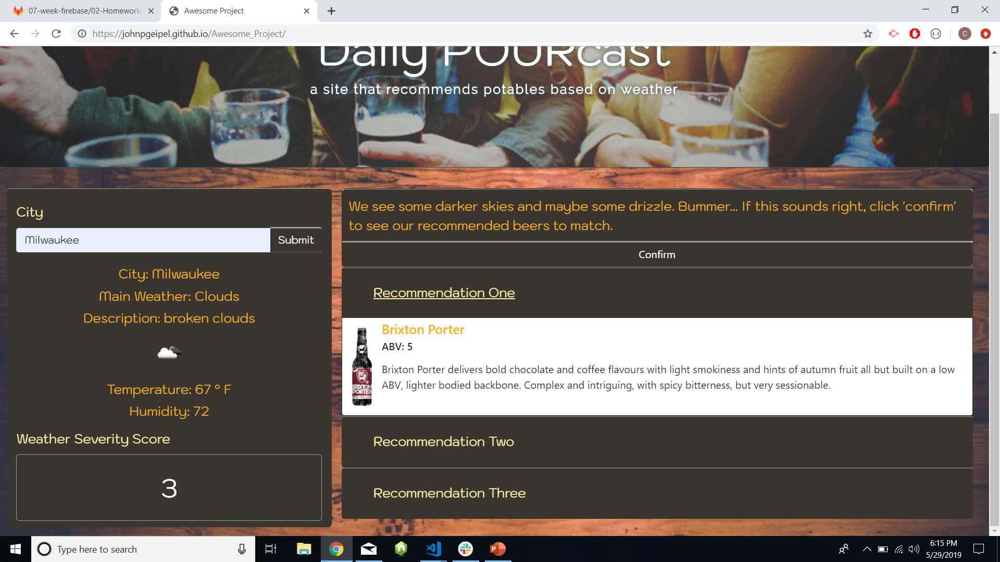 07-week-firebase/02-Homework
Awesome Project
https://johnpgeipel.github.io/Awesome_Project/
C
Daily POURcast
a site that recommends potables based on weather
City
Milwaukee
Submit
City: Milwaukee
Main Weather: Clouds
Description: broken clouds
Temperature: 67 ° F
Humidity: 72
Weather Severity Score
3
We see some darker skies and maybe some drizzle. Bummer... If this sounds right, click 'confirm'
to see our recommended beers to match.
Confirm
Recommendation One
Brixton Porter
ABV: 5
BRIXTON
PORTER
Brixton Porter delivers bold chocolate and coffee flavours with light smokiness and hints of autumn fruit all but built on a low
ABV, lighter bodied backbone. Complex and intriguing, with spicy bitterness, but very sessionable.
Recommendation Two
Recommendation Three
Type here to search
6:15 PM
5/29/2019